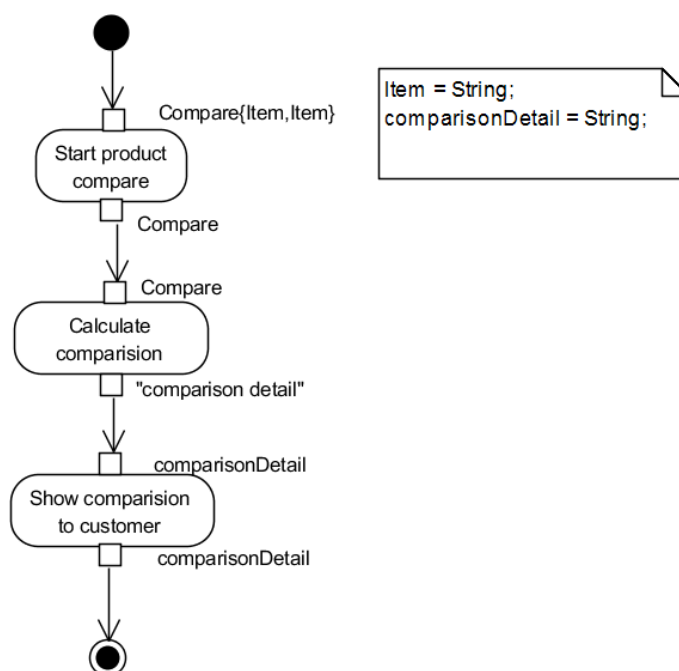 Compare{Item,Item}
Item = String;
comparisonDetail = String;
Start product
compare
Compare
Compare
Calculate
comparision
"comparison detail"
comparisonDetail
Show comparision
to customer
comparisonDetail